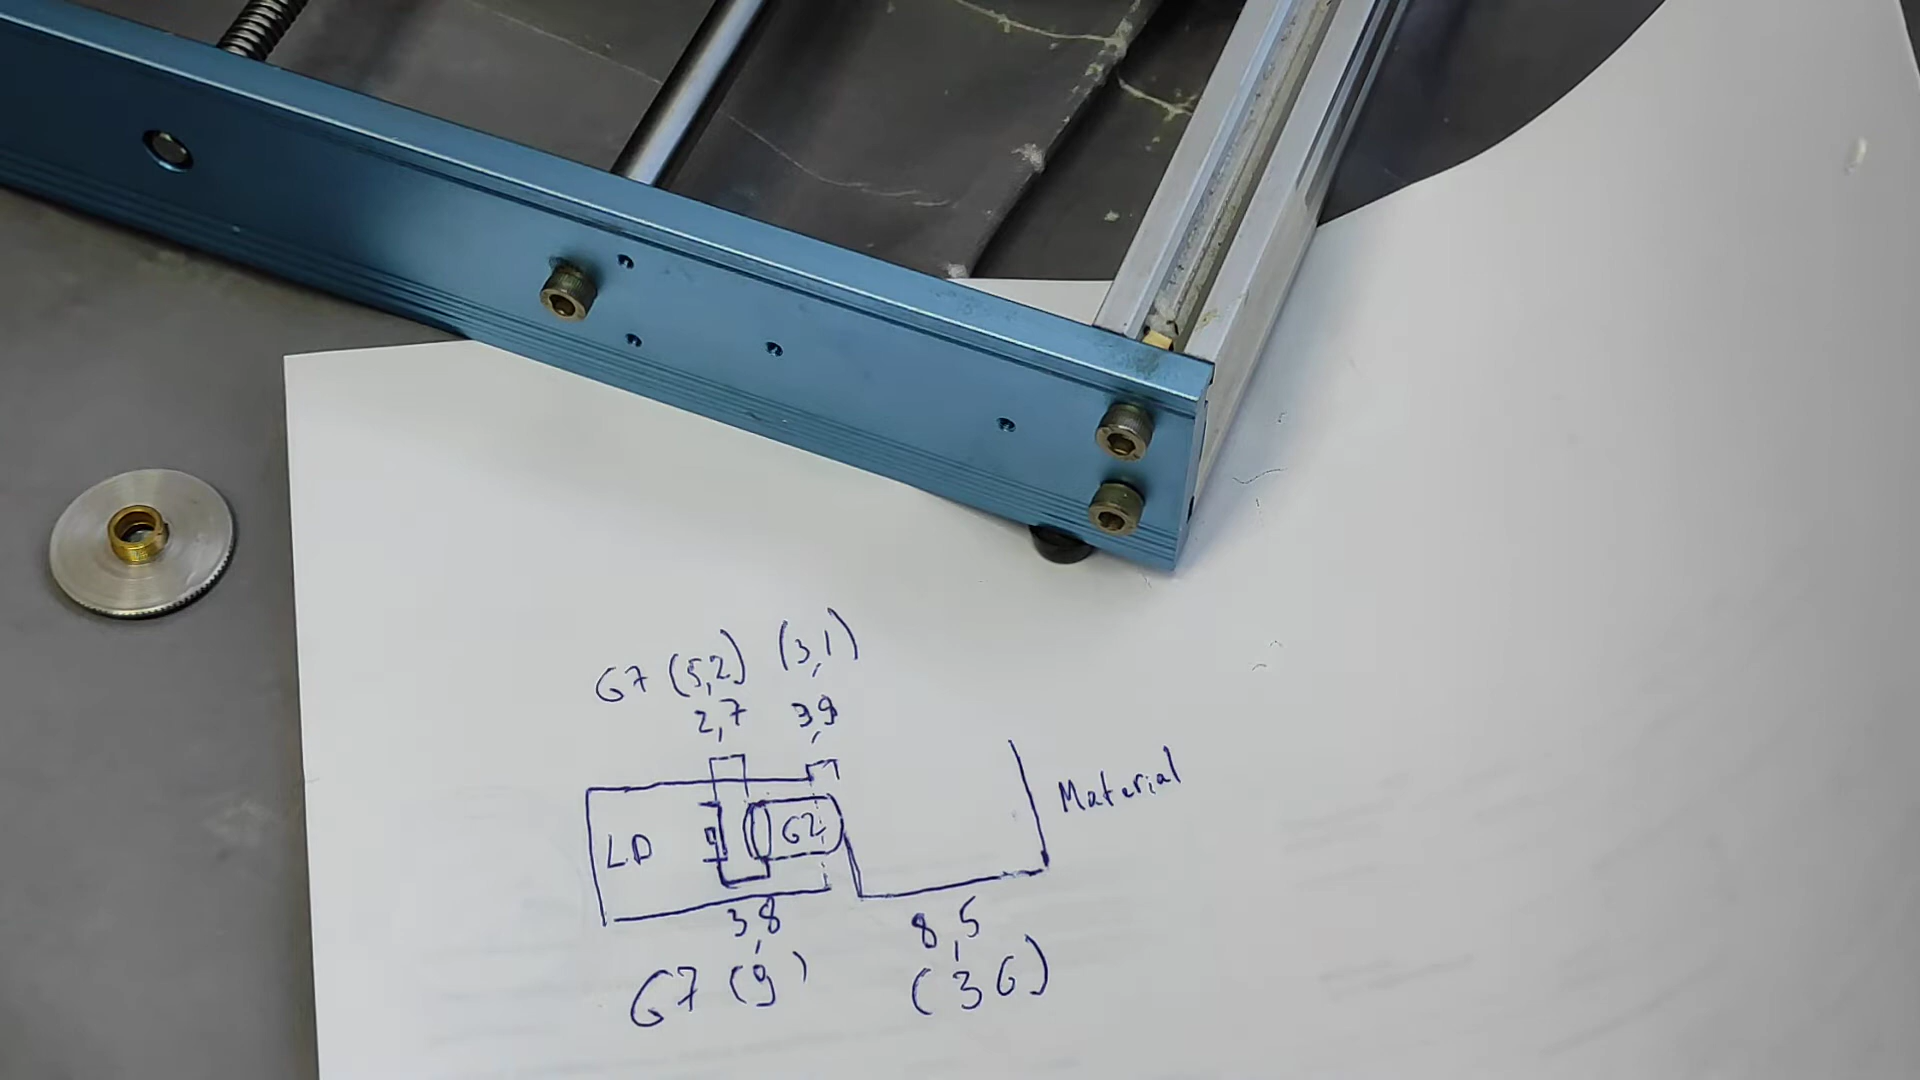 G7 (5,2) (3,1)
2,7 3,9
LD G2 Material
3,8 8,5
G7 (9) (36)